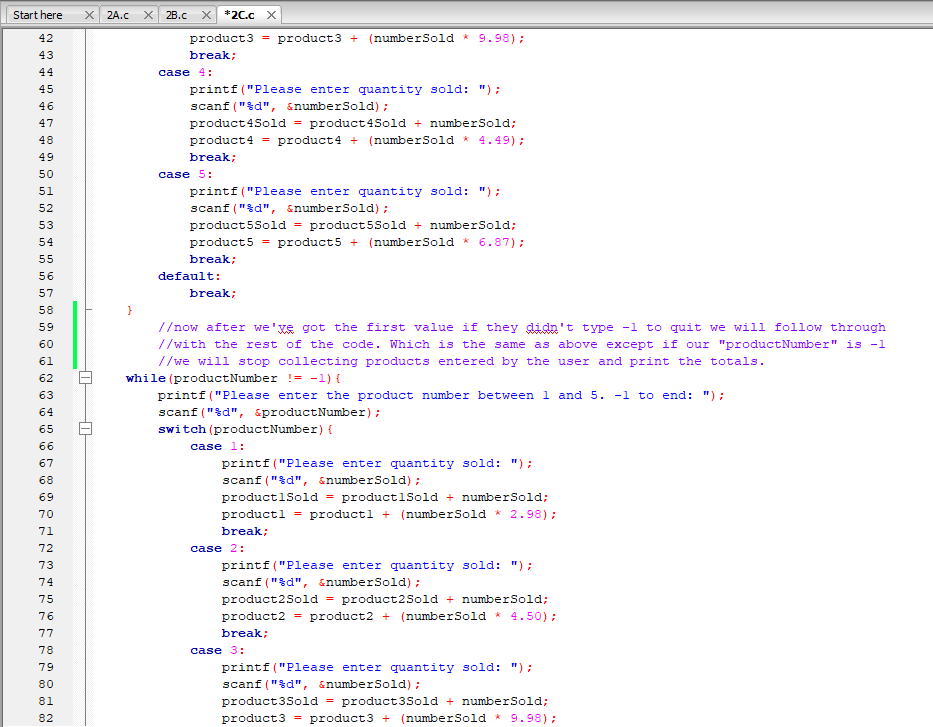 Start here 2A.c 2B.c *2C.c
42 product3 = product3 + (numberSold * 9.98);
43 break;
44 case 4:
45 printf("Please enter quantity sold: ");
46 scanf("%d", &numberSold);
47 product4Sold = product4Sold + numberSold;
48 product4 = product4 + (numberSold * 4.49);
49 break;
50 case 5:
51 printf("Please enter quantity sold: ");
52 scanf("%d", &numberSold);
53 product5Sold = product5Sold + numberSold;
54 product5 = product5 + (numberSold * 6.87);
55 break;
56 default:
57 break;
58 }
59 //now after we've got the first value if they didn't type -1 to quit we will follow through
60 //with the rest of the code. Which is the same as above except if our "productNumber" is -1
61 //we will stop collecting products entered by the user and print the totals.
62 while(productNumber != -1){
63 printf("Please enter the product number between 1 and 5. -1 to end: ");
64 scanf("%d", &productNumber);
65 switch(productNumber){
66 case 1:
67 printf("Please enter quantity sold: ");
68 scanf("%d", &numberSold);
69 product1Sold = product1Sold + numberSold;
70 product1 = product1 + (numberSold * 2.98);
71 break;
72 case 2:
73 printf("Please enter quantity sold: ");
74 scanf("%d", &numberSold);
75 product2Sold = product2Sold + numberSold;
76 product2 = product2 + (numberSold * 4.50);
77 break;
78 case 3:
79 printf("Please enter quantity sold: ");
80 scanf("%d", &numberSold);
81 product3Sold = product3Sold + numberSold;
82 product3 = product3 + (numberSold * 9.98);